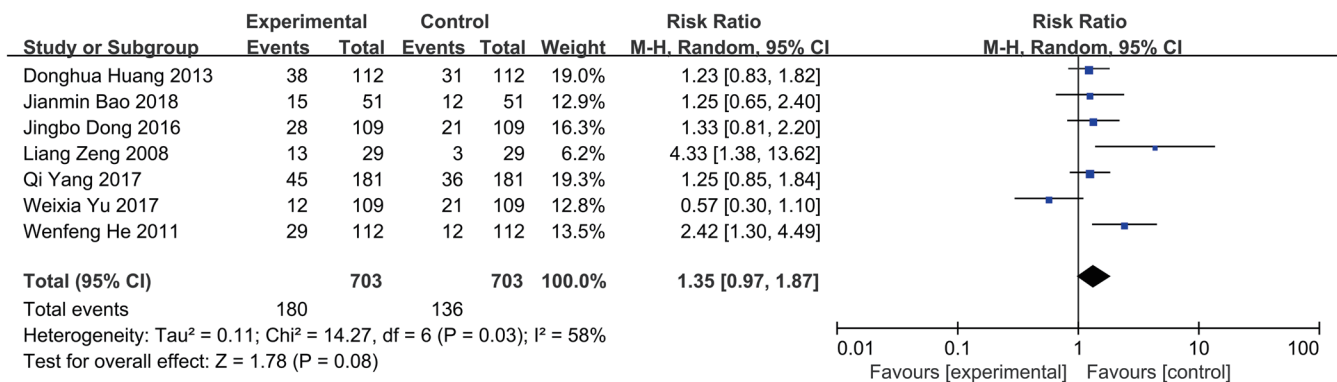 Experimental Control Risk Ratio Risk Ratio
Study or Subgroup Events Total Events Total Weight M-H, Random, 95% CI M-H, Random, 95% CI
Donghua Huang 2013 38 112 31 112 19.0% 1.23 [0.83, 1.82]
Jianmin Bao 2018 15 51 12 51 12.9% 1.25 [0.65, 2.40]
Jingbo Dong 2016 28 109 21 109 16.3% 1.33 [0.81, 2.20]
Liang Zeng 2008 13 29 3 29 6.2% 4.33 [1.38, 13.62]
Qi Yang 2017 45 181 36 181 19.3% 1.25 [0.85, 1.84]
Weixia Yu 2017 12 109 21 109 12.8% 0.57 [0.30, 1.10]
Wenfeng He 2011 29 112 12 112 13.5% 2.42 [1.30, 4.49]
Total (95% CI) 703 703 100.0% 1.35 [0.97, 1.87]
Total events 180 136
Heterogeneity: Tau² = 0.11; Chi² = 14.27, df = 6 (P = 0.03); I² = 58%
Test for overall effect: Z = 1.78 (P = 0.08)
0.01 0.1 1 10 100
Favours [experimental] Favours [control]